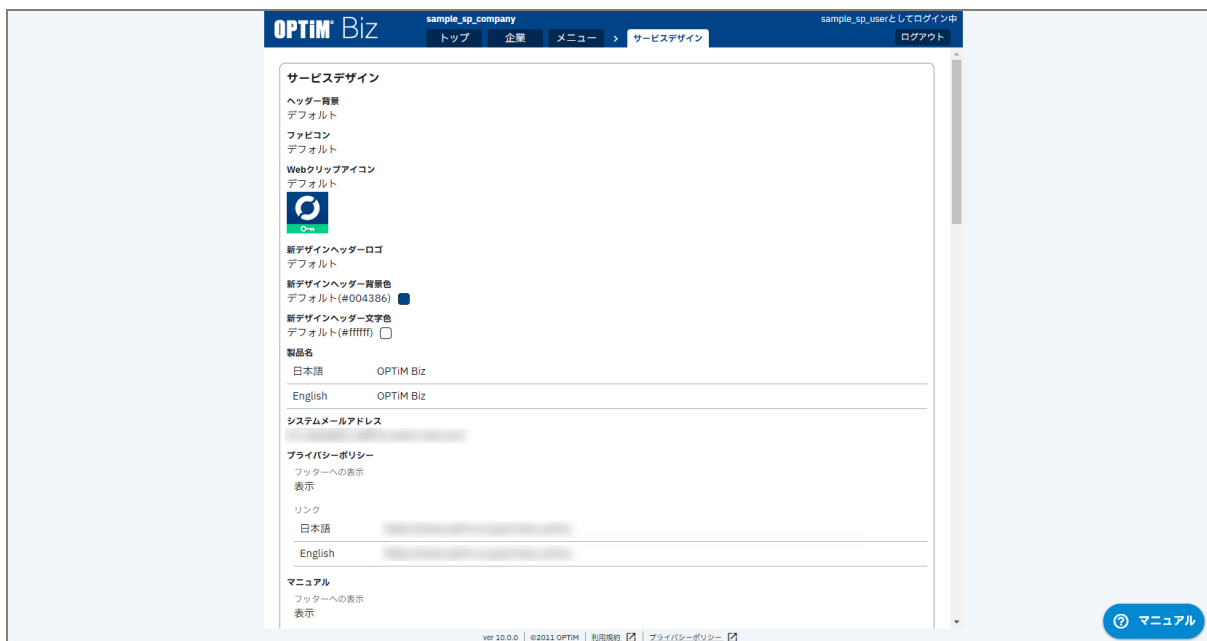 OPTiM Biz
sample_sp_company
sample_sp_userとしてログイン中
トップ 企業 メニュー › サービスデザイン ログアウト
サービスデザイン
ヘッダー背景
デフォルト
ファビコン
デフォルト
Webクリップアイコン
デフォルト
新デザインヘッダーロゴ
デフォルト
新デザインヘッダー背景色
デフォルト(#004386)
新デザインヘッダー文字色
デフォルト(#ffffff)
製品名
日本語 OPTiM Biz
English OPTiM Biz
システムメールアドレス
プライバシーポリシー
フッターへの表示
表示
リンク
日本語
English
マニュアル
フッターへの表示
表示
ver 10.0.0 | ©2011 OPTiM | 利用規約 | プライバシーポリシー
マニュアル